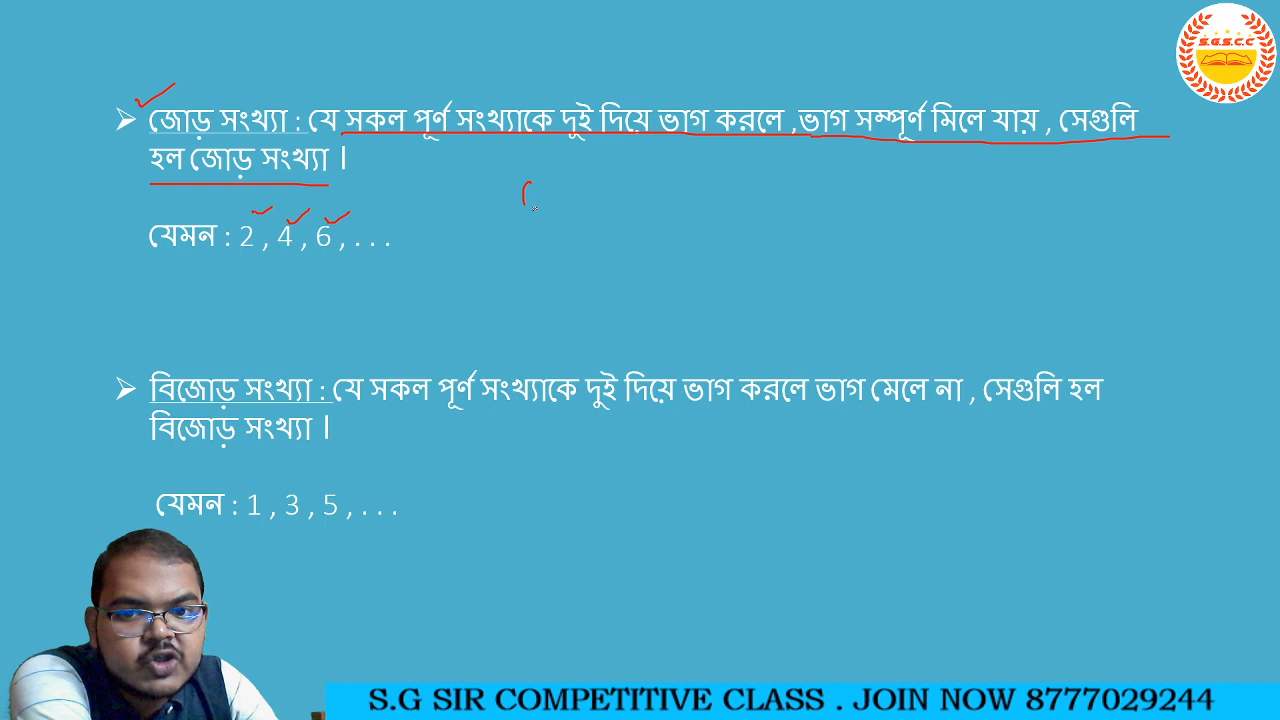 S.G.S.C.C
➢ জোড় সংখ্যা : যে সকল পূর্ণ সংখ্যাকে দুই দিয়ে ভাগ করলে ,ভাগ সম্পূর্ণ মিলে যায় , সেগুলি
হল জোড় সংখ্যা ।
যেমন : 2 , 4 , 6 , . . .
➢ বিজোড় সংখ্যা : যে সকল পূর্ণ সংখ্যাকে দুই দিয়ে ভাগ করলে ভাগ মেলে না , সেগুলি হল
বিজোড় সংখ্যা ।
যেমন : 1 , 3 , 5 , . . .
S.G SIR COMPETITIVE CLASS . JOIN NOW 8777029244